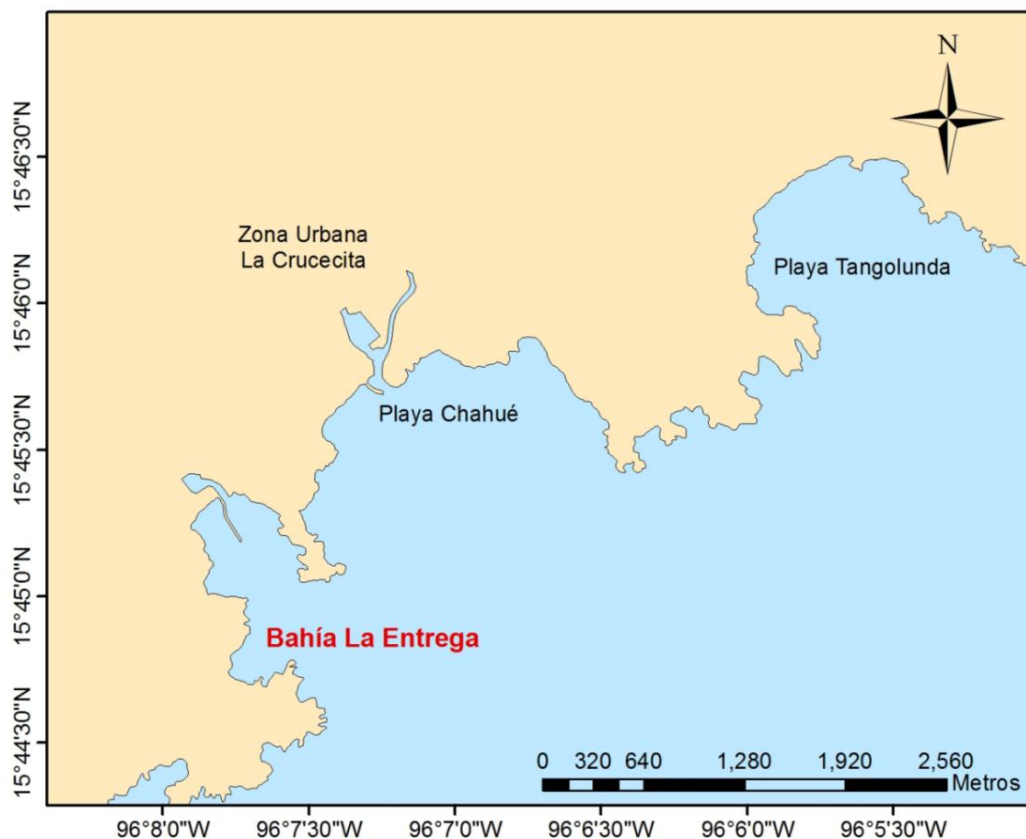 N
15°46'30"N
Zona Urbana
La Crucecita
Playa Tangolunda
15°46'0"N
Playa Chahué
15°45'30"N
15°45'0"N
Bahía La Entrega
15°44'30"N
0 320 640 1,280 1,920 2,560
Metros
96°8'0"W 96°7'30"W 96°7'0"W 96°6'30"W 96°6'0"W 96°5'30"W